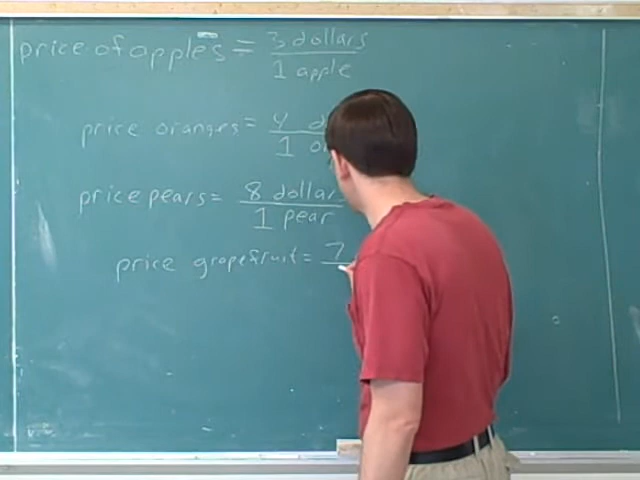 price of apples = 3 dollars
1 apple
price oranges = 4 d
1 o
price pears = 8 dollar
1 pear
price grapefruit = 7